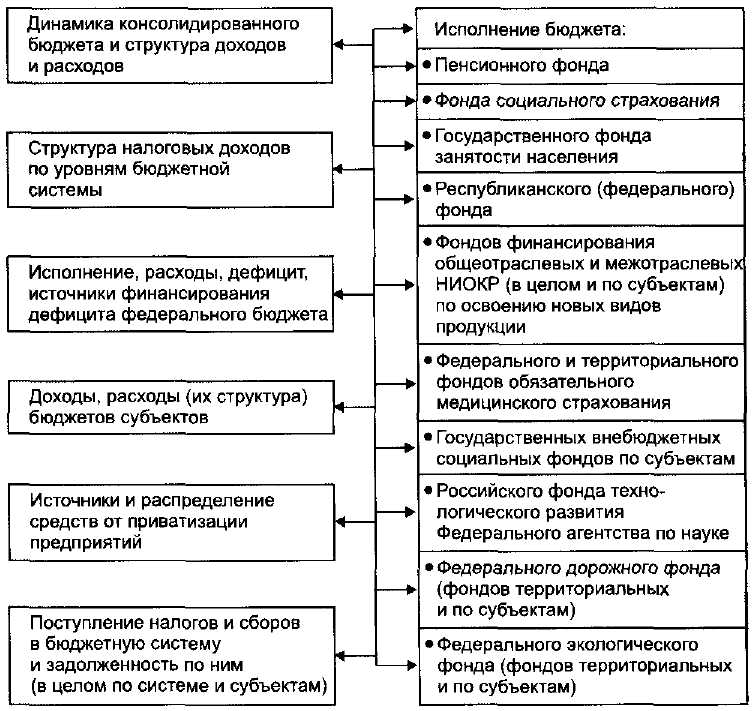 Динамика консолидированного
бюджета и структура доходов
и расходов
Структура налоговых доходов
по уровням бюджетной
системы
Исполнение, расходы, дефицит,
источники финансирования
дефицита федерального бюджета
Доходы, расходы (их структура)
бюджетов субъектов
Источники и распределение
средств от приватизации
предприятий
Поступление налогов и сборов
в бюджетную систему
и задолженность по ним
(в целом по системе и субъектам)
Исполнение бюджета:
• Пенсионного фонда
• Фонда социального страхования
• Государственного фонда
занятости населения
• Республиканского (федерального)
фонда
• Фондов финансирования
общеотраслевых и межотраслевых
НИОКР (в целом и по субъектам)
по освоению новых видов
продукции
• Федерального и территориального
фондов обязательного
медицинского страхования
• Государственных внебюджетных
социальных фондов по субъектам
• Российского фонда техно-
логического развития
Федерального агентства по науке
• Федерального дорожного фонда
(фондов территориальных
и по субъектам)
• Федерального экологического
фонда (фондов территориальных
и по субъектам)